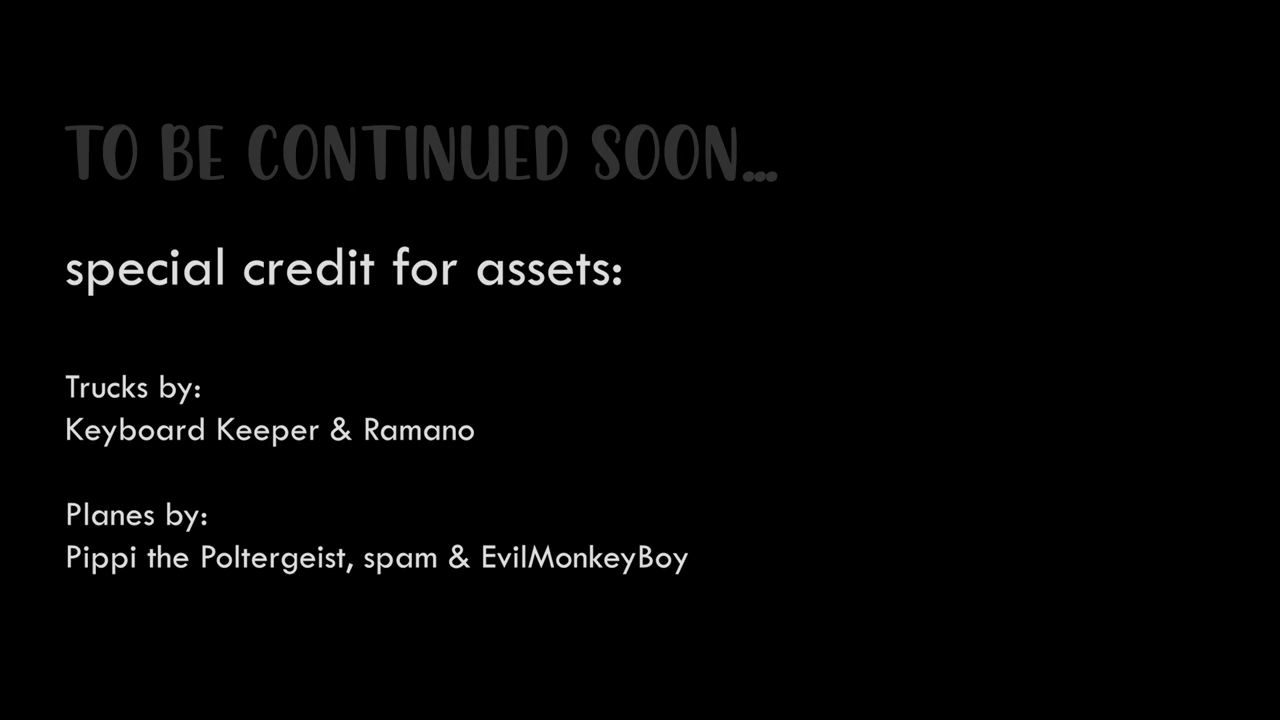 TO BE CONTINUED SOON...
special credit for assets:
Trucks by:
Keyboard Keeper & Ramano
Planes by:
Pippi the Poltergeist, spam & EvilMonkeyBoy